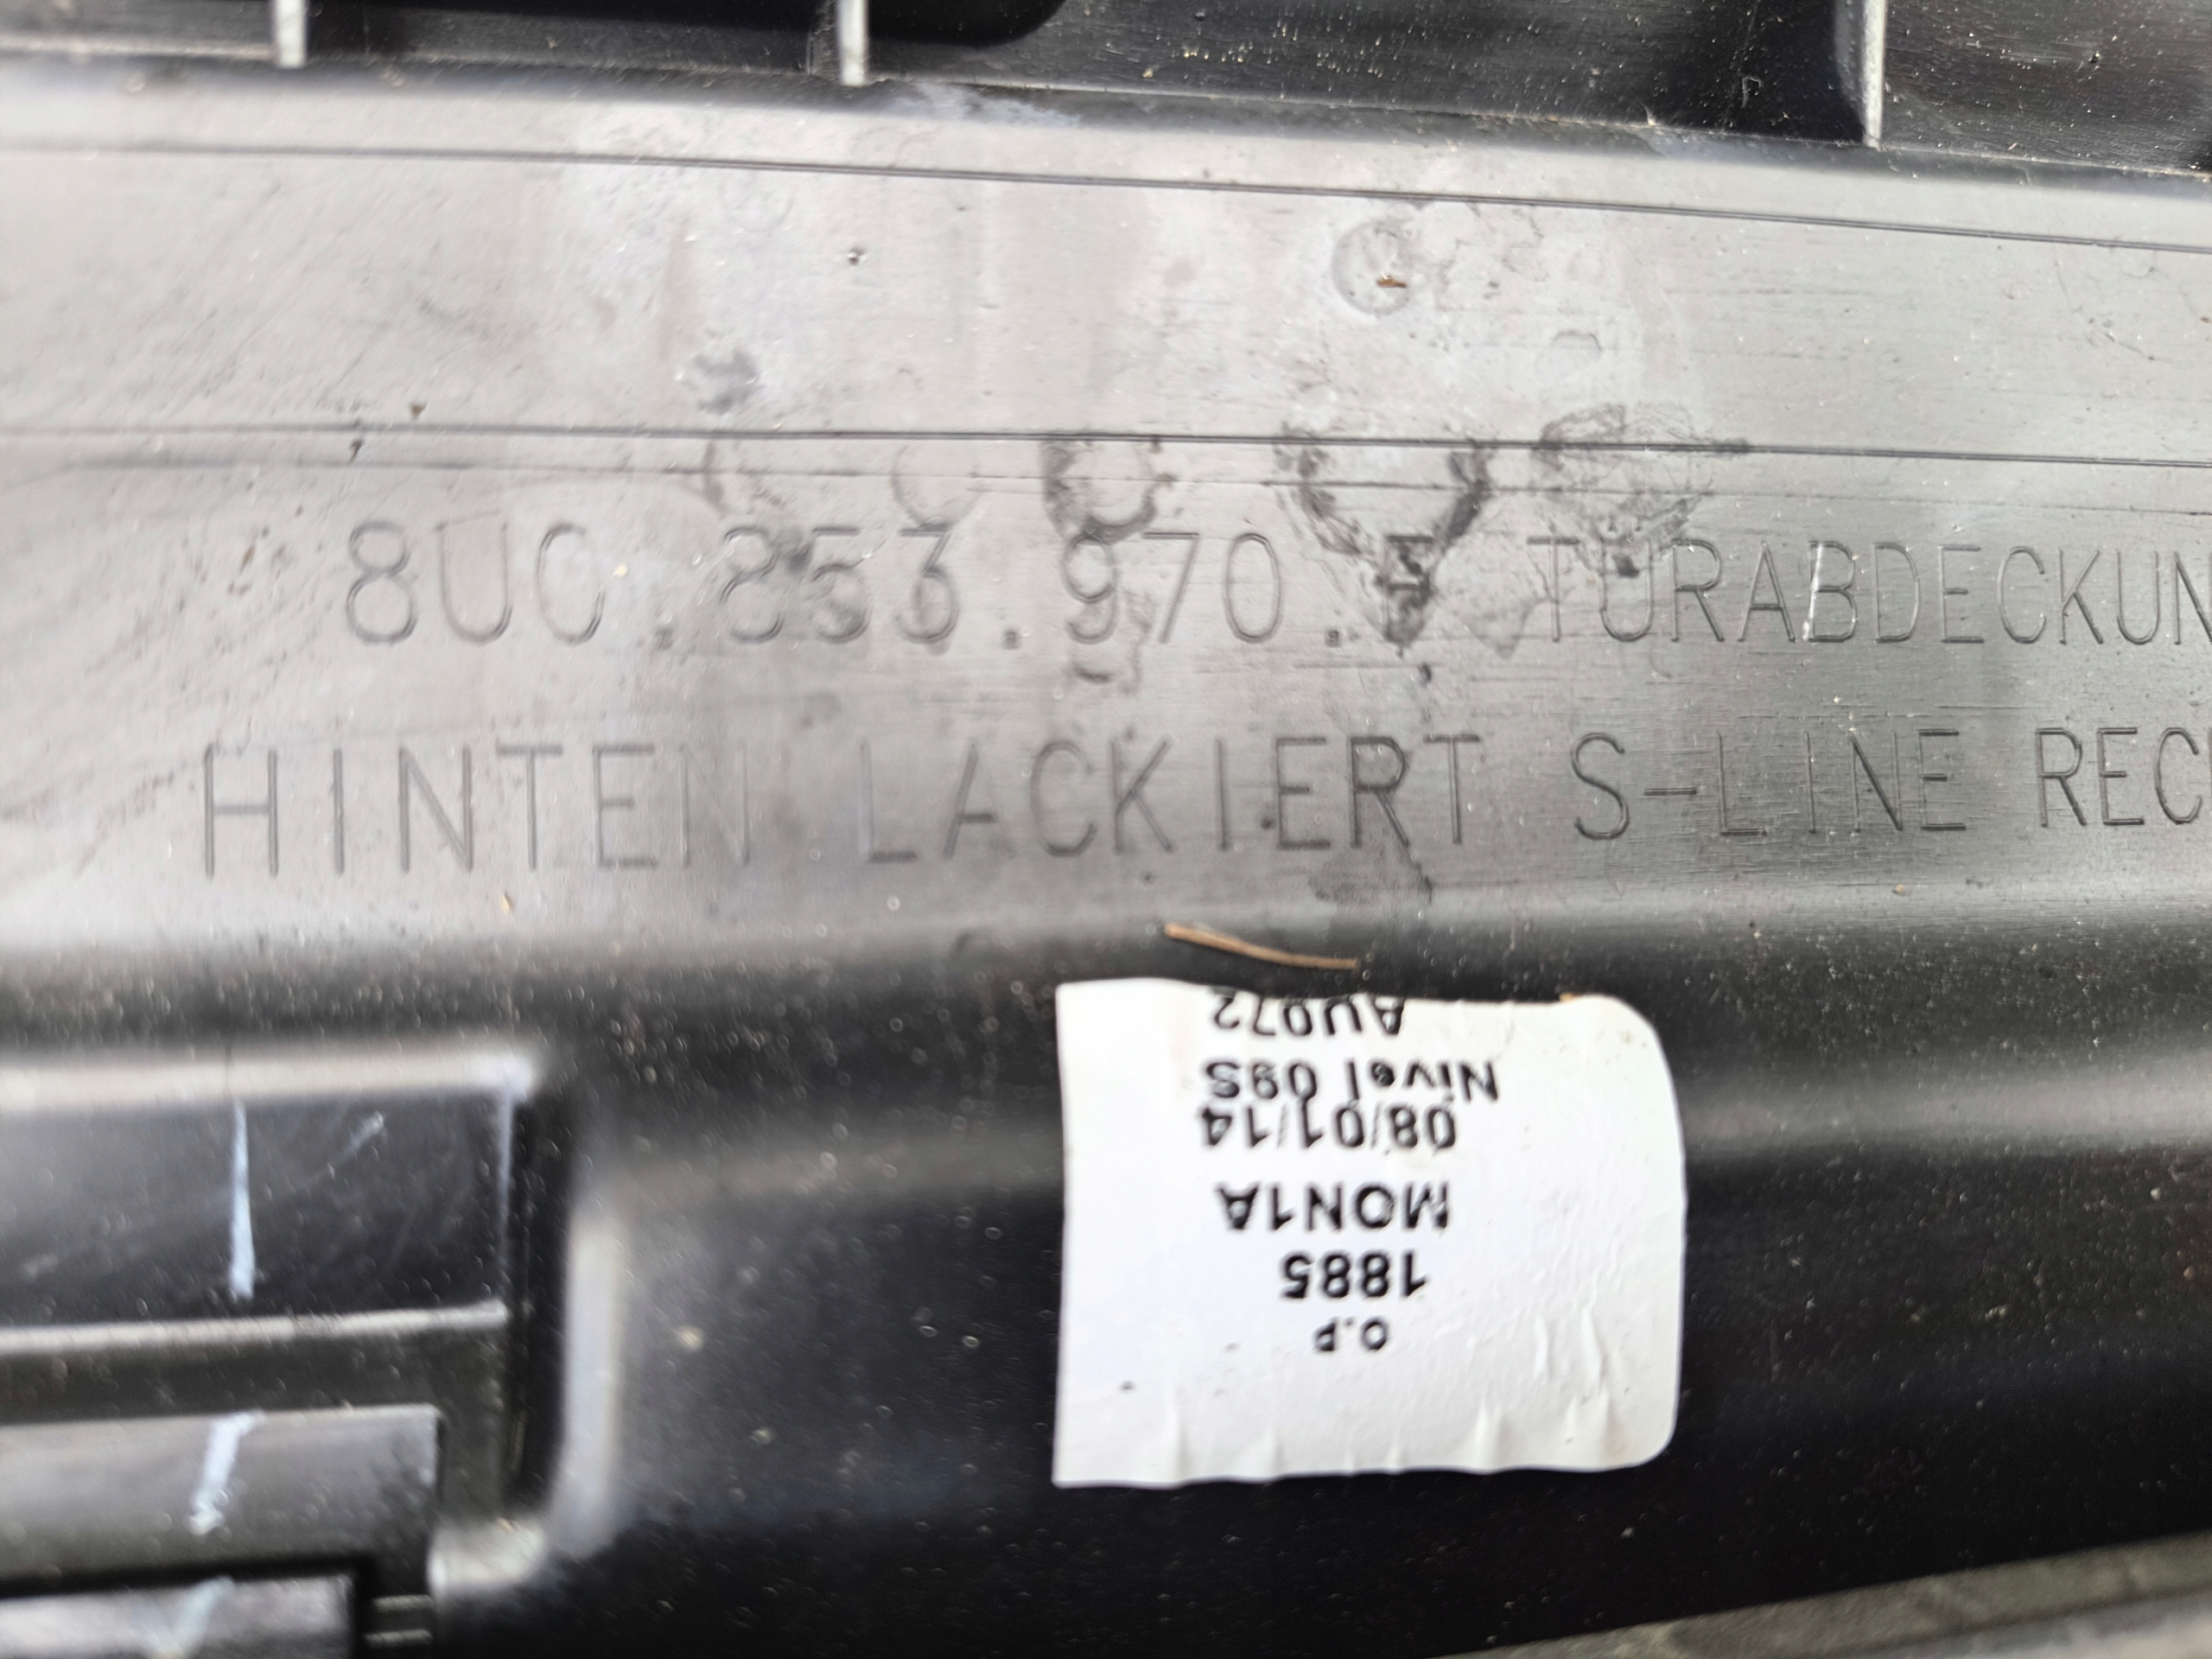 8U0.853.970.E TURABDECKUN
HINTEN LACKIERT S-LINE REC
O.P
1885
MON1A
08/01/14
Nivel 09S
AU072